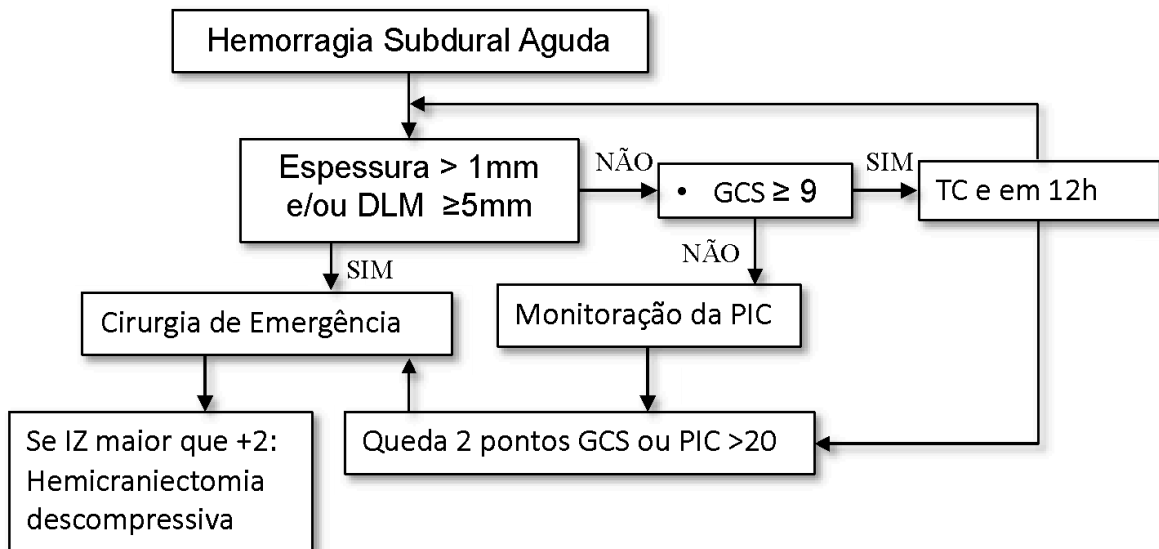 Hemorragia Subdural Aguda
Espessura > 1mm
e/ou DLM ≥5mm
NÃO
• GCS ≥ 9
SIM
TC e em 12h
SIM
NÃO
Cirurgia de Emergência
Monitoração da PIC
Se IZ maior que +2:
Hemicraniectomia
descompressiva
Queda 2 pontos GCS ou PIC >20